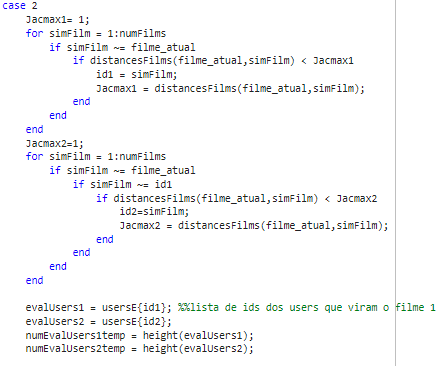 case 2
Jacmax1= 1;
for simFilm = 1:numFilms
if simFilm ~= filme_atual
if distancesFilms(filme_atual,simFilm) < Jacmax1
id1 = simFilm;
Jacmax1 = distancesFilms(filme_atual,simFilm);
end
end
end
Jacmax2=1;
for simFilm = 1:numFilms
if simFilm ~= filme_atual
if simFilm ~= id1
if distancesFilms(filme_atual,simFilm) < Jacmax2
id2=simFilm;
Jacmax2 = distancesFilms(filme_atual,simFilm);
end
end
end
end
evalUsers1 = usersE{id1}; %%lista de ids dos users que viram o filme 1
evalUsers2 = usersE{id2};
numEvalUsers1temp = height(evalUsers1);
numEvalUsers2temp = height(evalUsers2);